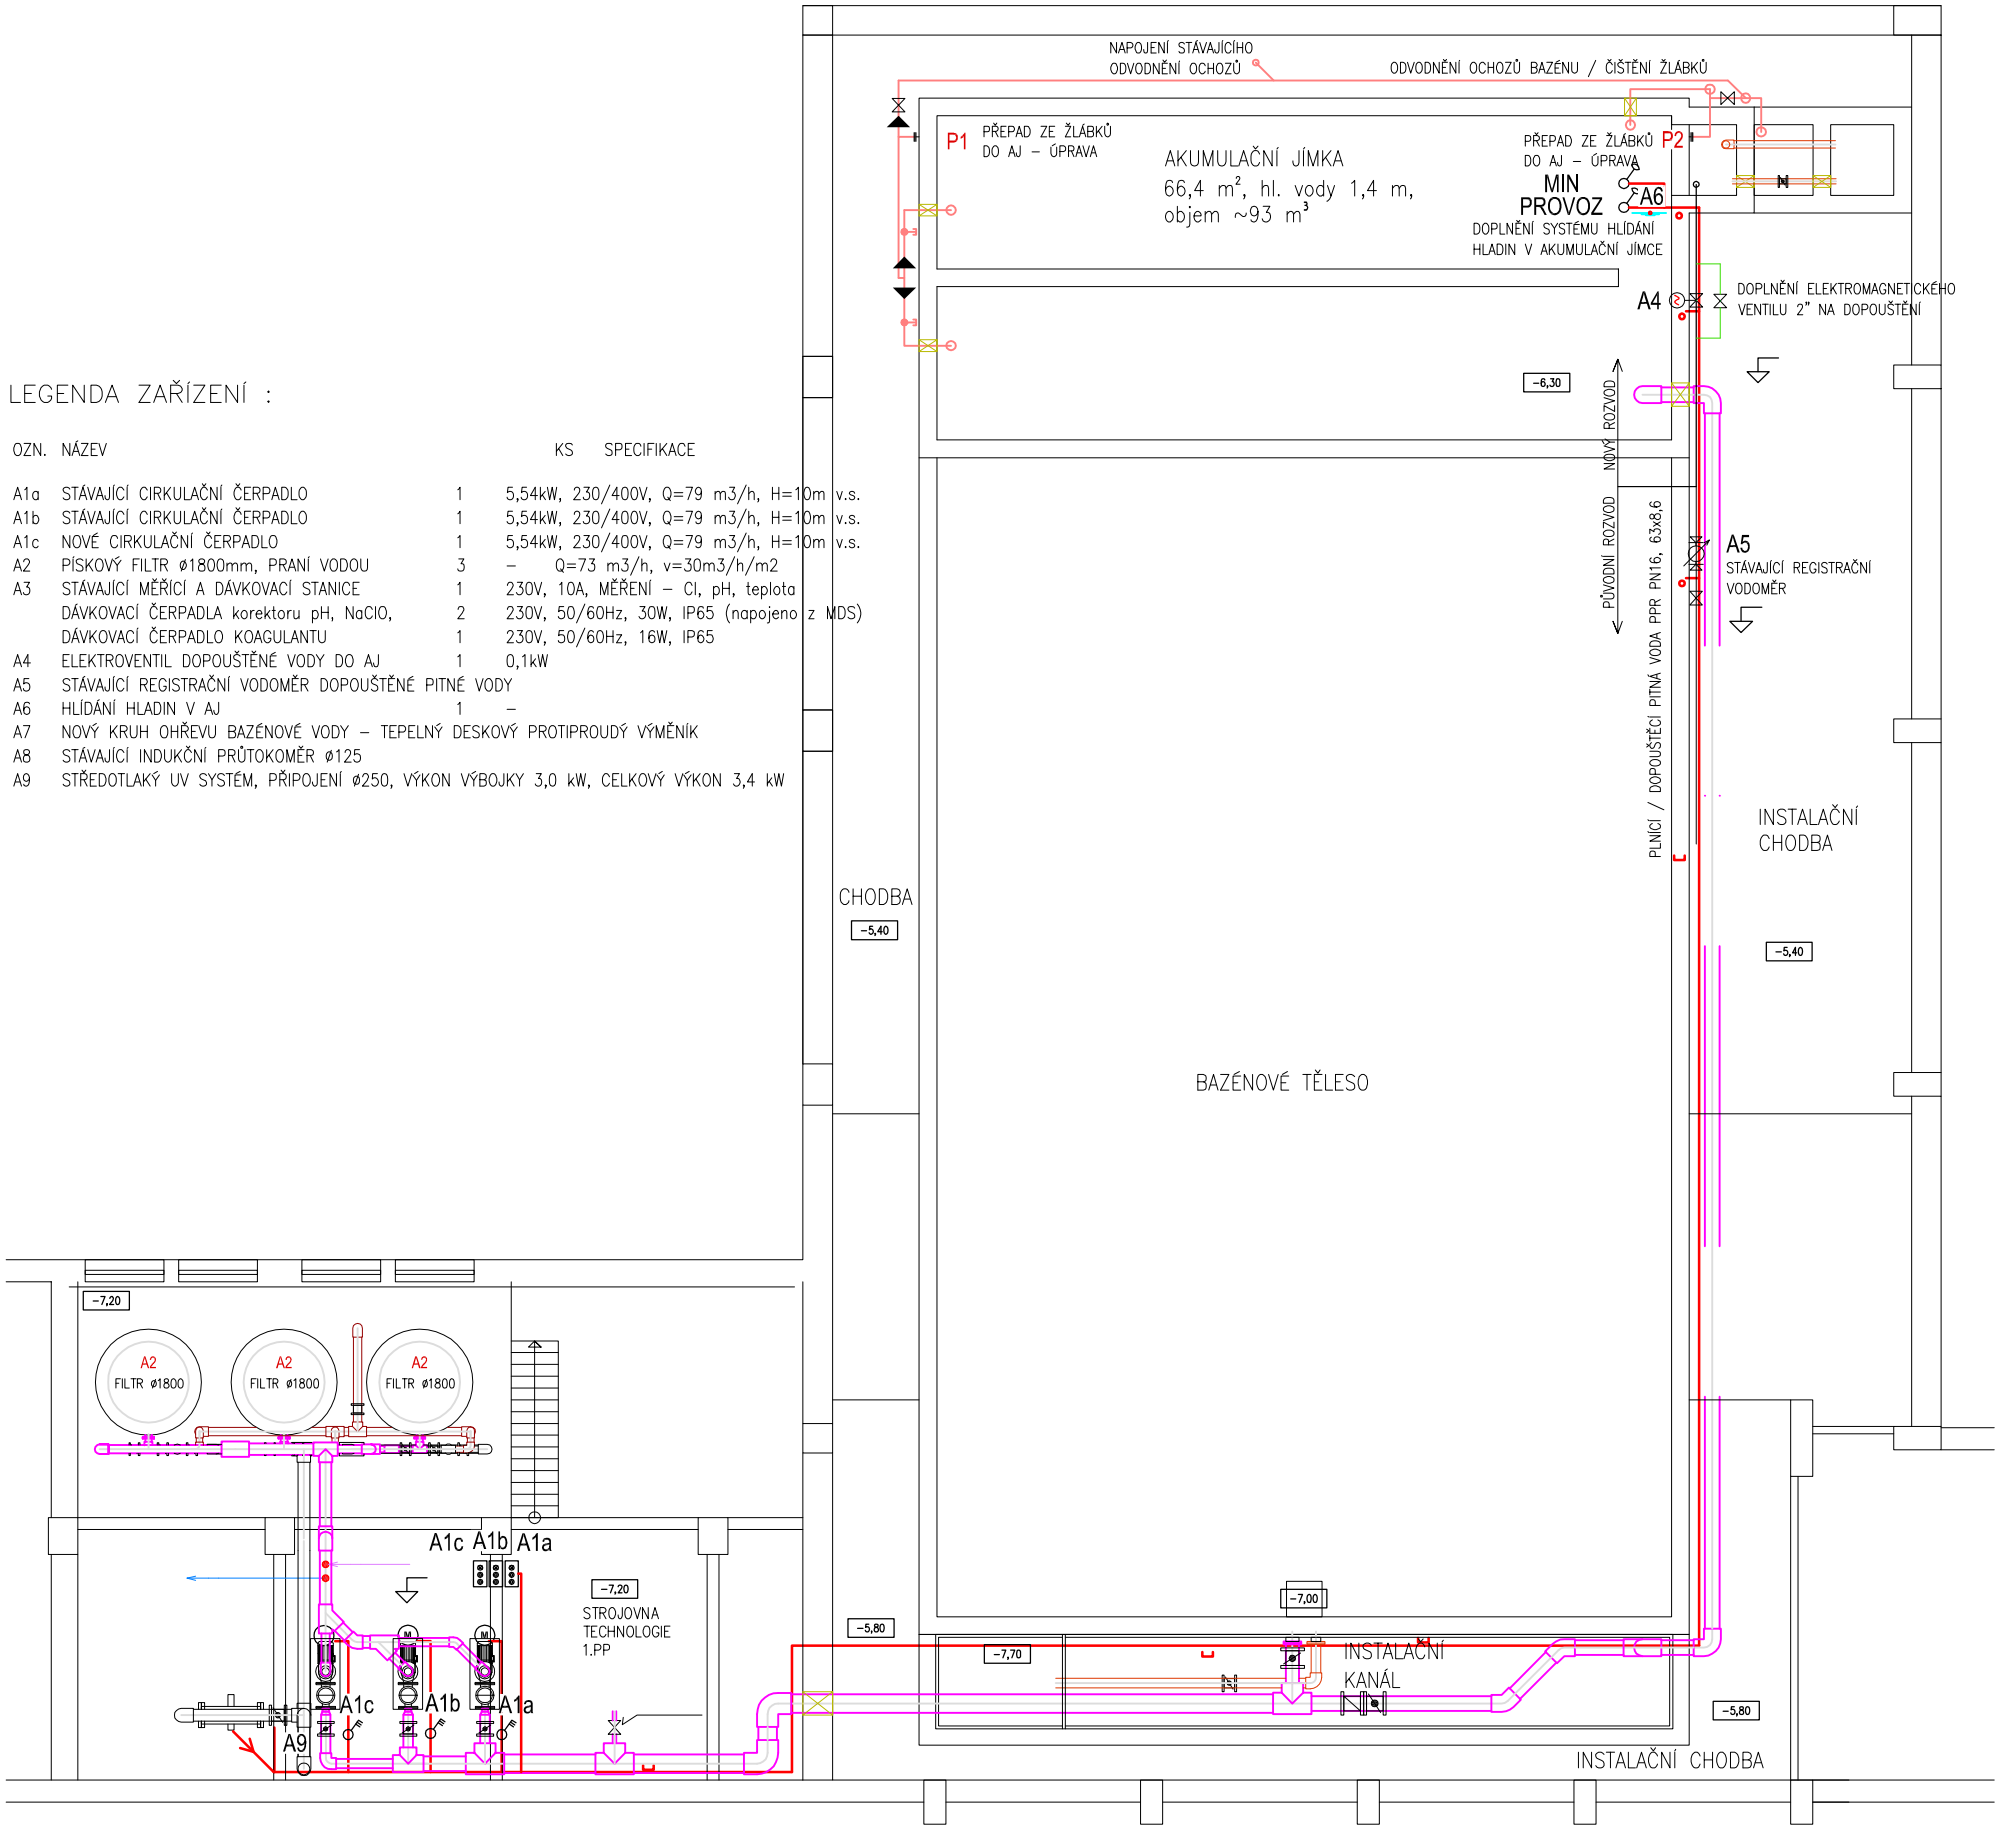 NAPOJENÍ STÁVAJÍCÍHO
ODVODNĚNÍ OCHOZŮ
ODVODNĚNÍ OCHOZŮ BAZÉNU / ČIŠTĚNÍ ŽLÁBKŮ
P1
PŘEPAD ZE ŽLÁBKŮ
DO AJ – ÚPRAVA
AKUMULAČNÍ JÍMKA
66,4 m², hl. vody 1,4 m,
objem ~93 m³
PŘEPAD ZE ŽLÁBKŮ
DO AJ – ÚPRAVA
P2
MIN
PROVOZ
A6
DOPLNĚNÍ SYSTÉMU HLÍDÁNÍ
HLADIN V AKUMULAČNÍ JÍMCE
A4
DOPLNĚNÍ ELEKTROMAGNETICKÉHO
VENTILU 2" NA DOPOUŠTĚNÍ
-6,30
NOVÝ ROZVOD
PŮVODNÍ ROZVOD
PLNÍCÍ / DOPOUŠTĚCÍ PITNÁ VODA PPR PN16, 63x8,6
A5
STÁVAJÍCÍ REGISTRAČNÍ
VODOMĚR
LEGENDA ZAŘÍZENÍ :
OZN. NÁZEV KS SPECIFIKACE
A1a STÁVAJÍCÍ CIRKULAČNÍ ČERPADLO 1 5,54kW, 230/400V, Q=79 m3/h, H=10m v.s.
A1b STÁVAJÍCÍ CIRKULAČNÍ ČERPADLO 1 5,54kW, 230/400V, Q=79 m3/h, H=10m v.s.
A1c NOVÉ CIRKULAČNÍ ČERPADLO 1 5,54kW, 230/400V, Q=79 m3/h, H=10m v.s.
A2 PÍSKOVÝ FILTR ø1800mm, PRANÍ VODOU 3 – Q=73 m3/h, v=30m3/h/m2
A3 STÁVAJÍCÍ MĚŘÍCÍ A DÁVKOVACÍ STANICE 1 230V, 10A, MĚŘENÍ – Cl, pH, teplota
DÁVKOVACÍ ČERPADLA korektoru pH, NaClO, 2 230V, 50/60Hz, 30W, IP65 (napojeno z MDS)
DÁVKOVACÍ ČERPADLO KOAGULANTU 1 230V, 50/60Hz, 16W, IP65
A4 ELEKTROVENTIL DOPOUŠTĚNÉ VODY DO AJ 1 0,1kW
A5 STÁVAJÍCÍ REGISTRAČNÍ VODOMĚR DOPOUŠTĚNÉ PITNÉ VODY
A6 HLÍDÁNÍ HLADIN V AJ 1 –
A7 NOVÝ KRUH OHŘEVU BAZÉNOVÉ VODY – TEPELNÝ DESKOVÝ PROTIPROUDÝ VÝMĚNÍK
A8 STÁVAJÍCÍ INDUKČNÍ PRŮTOKOMĚR ø125
A9 STŘEDOTLAKÝ UV SYSTÉM, PŘIPOJENÍ ø250, VÝKON VÝBOJKY 3,0 kW, CELKOVÝ VÝKON 3,4 kW
INSTALAČNÍ
CHODBA
CHODBA
-5,40
-5,40
BAZÉNOVÉ TĚLESO
-7,20
A2
FILTR ø1800
A2
FILTR ø1800
A2
FILTR ø1800
A1c A1b A1a
-7,20
STROJOVNA
TECHNOLOGIE
1.PP
M
M
A1c
A1b
A1a
A9
-5,80
-7,70
-7,00
INSTALAČNÍ
KANÁL
-5,80
INSTALAČNÍ CHODBA